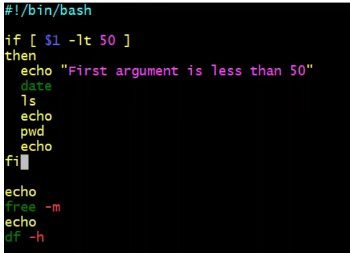 #!/bin/bash
if [ $1 -lt 50 ]
then
echo "First argument is less than 50"
date
ls
echo
pwd
echo
fi
echo
free -m
echo
df -h